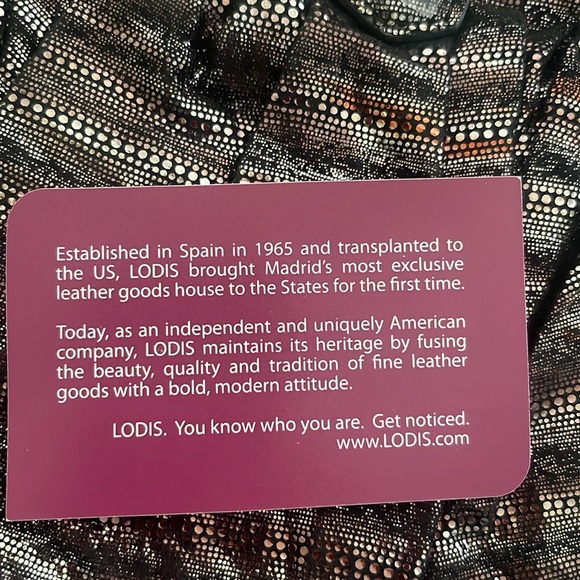 Established in Spain in 1965 and transplanted to
the US, LODIS brought Madrid's most exclusive
leather goods house to the States for the first time.
Today, as an independent and uniquely American
company, LODIS maintains its heritage by fusing
the beauty, quality and tradition of fine leather
goods with a bold, modern attitude.
LODIS. You know who you are. Get noticed.
www.LODIS.com